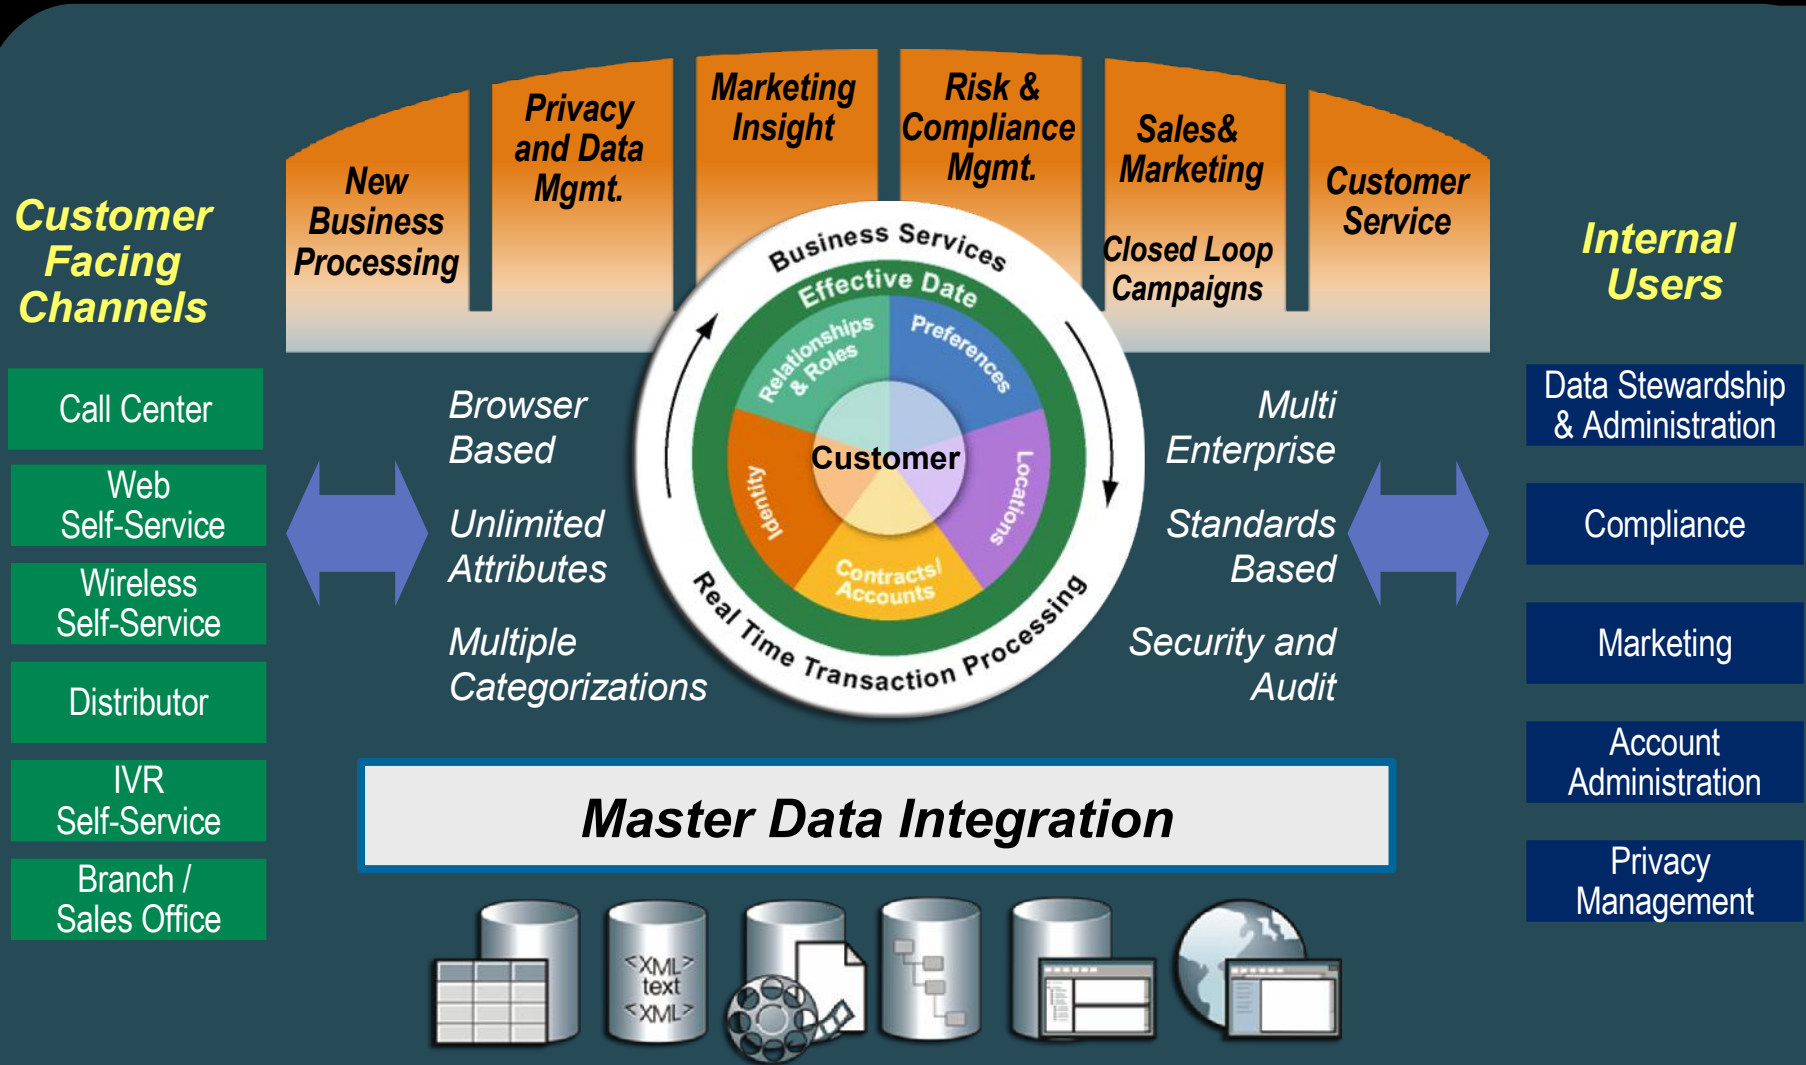 Customer
Facing
Channels
Call Center
Web
Self-Service
Wireless
Self-Service
Distributor
IVR
Self-Service
Branch /
Sales Office
New
Business
Processing
Privacy
and Data
Mgmt.
Marketing
Insight
Risk &
Compliance
Mgmt.
Sales&
Marketing
Closed Loop
Campaigns
Customer
Service
Browser
Based
Unlimited
Attributes
Multiple
Categorizations
Business Services
Effective Date
Relationships
& Roles
Preferences
Identity
Customer
Locations
Contracts/
Accounts
Real Time Transaction Processing
Multi
Enterprise
Standards
Based
Security and
Audit
Internal
Users
Data Stewardship
& Administration
Compliance
Marketing
Account
Administration
Privacy
Management
Master Data Integration
<XML>
text
<XML>